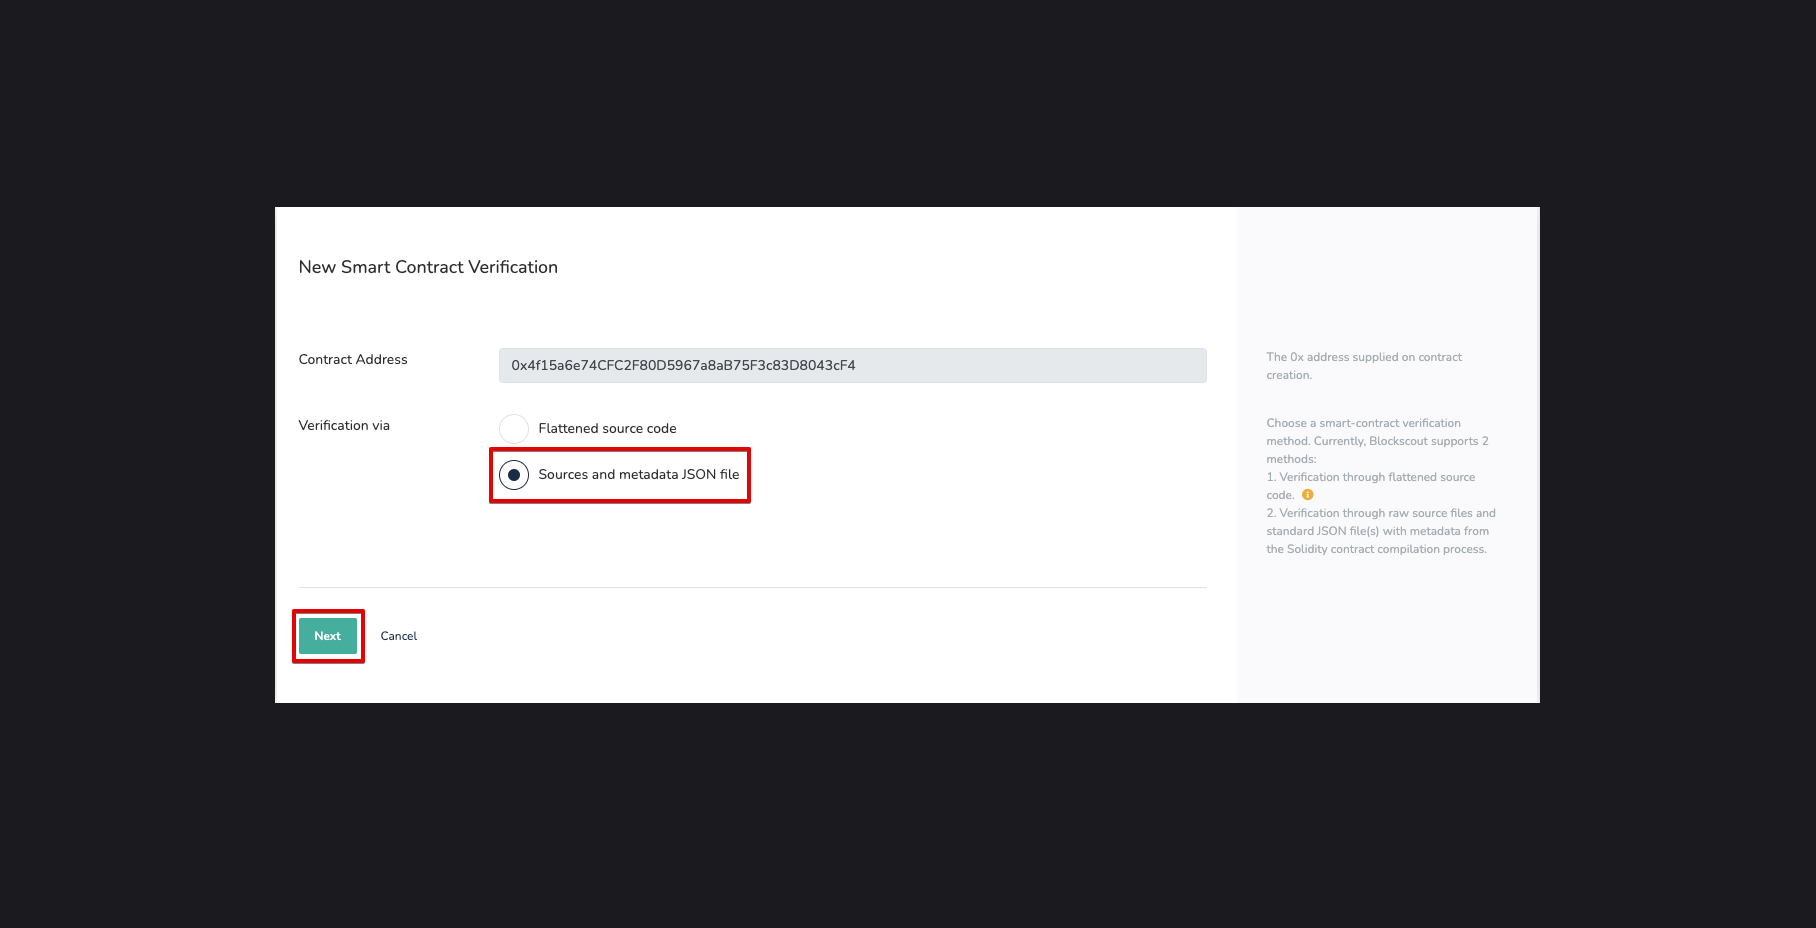 New Smart Contract Verification
Contract Address
0x4f15a6e74CFC2F80D5967a8aB75F3c83D8043cF4
The 0x address supplied on contract
creation.
Verification via
Flattened source code
Sources and metadata JSON file
Choose a smart-contract verification
method. Currently, Blockscout supports 2
methods:
1. Verification through flattened source
code.
2. Verification through raw source files and
standard JSON file(s) with metadata from
the Solidity contract compilation process.
Next
Cancel